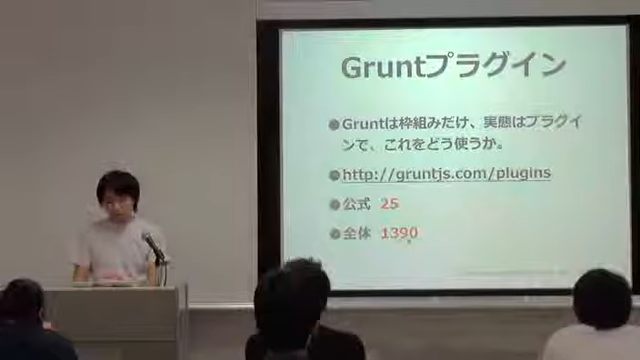 Gruntプラグイン
●Gruntは枠組みだけ、実態はプラグイ
ンで、これをどう使うか。
●http://gruntjs.com/plugins
●公式 25
●全体 1390